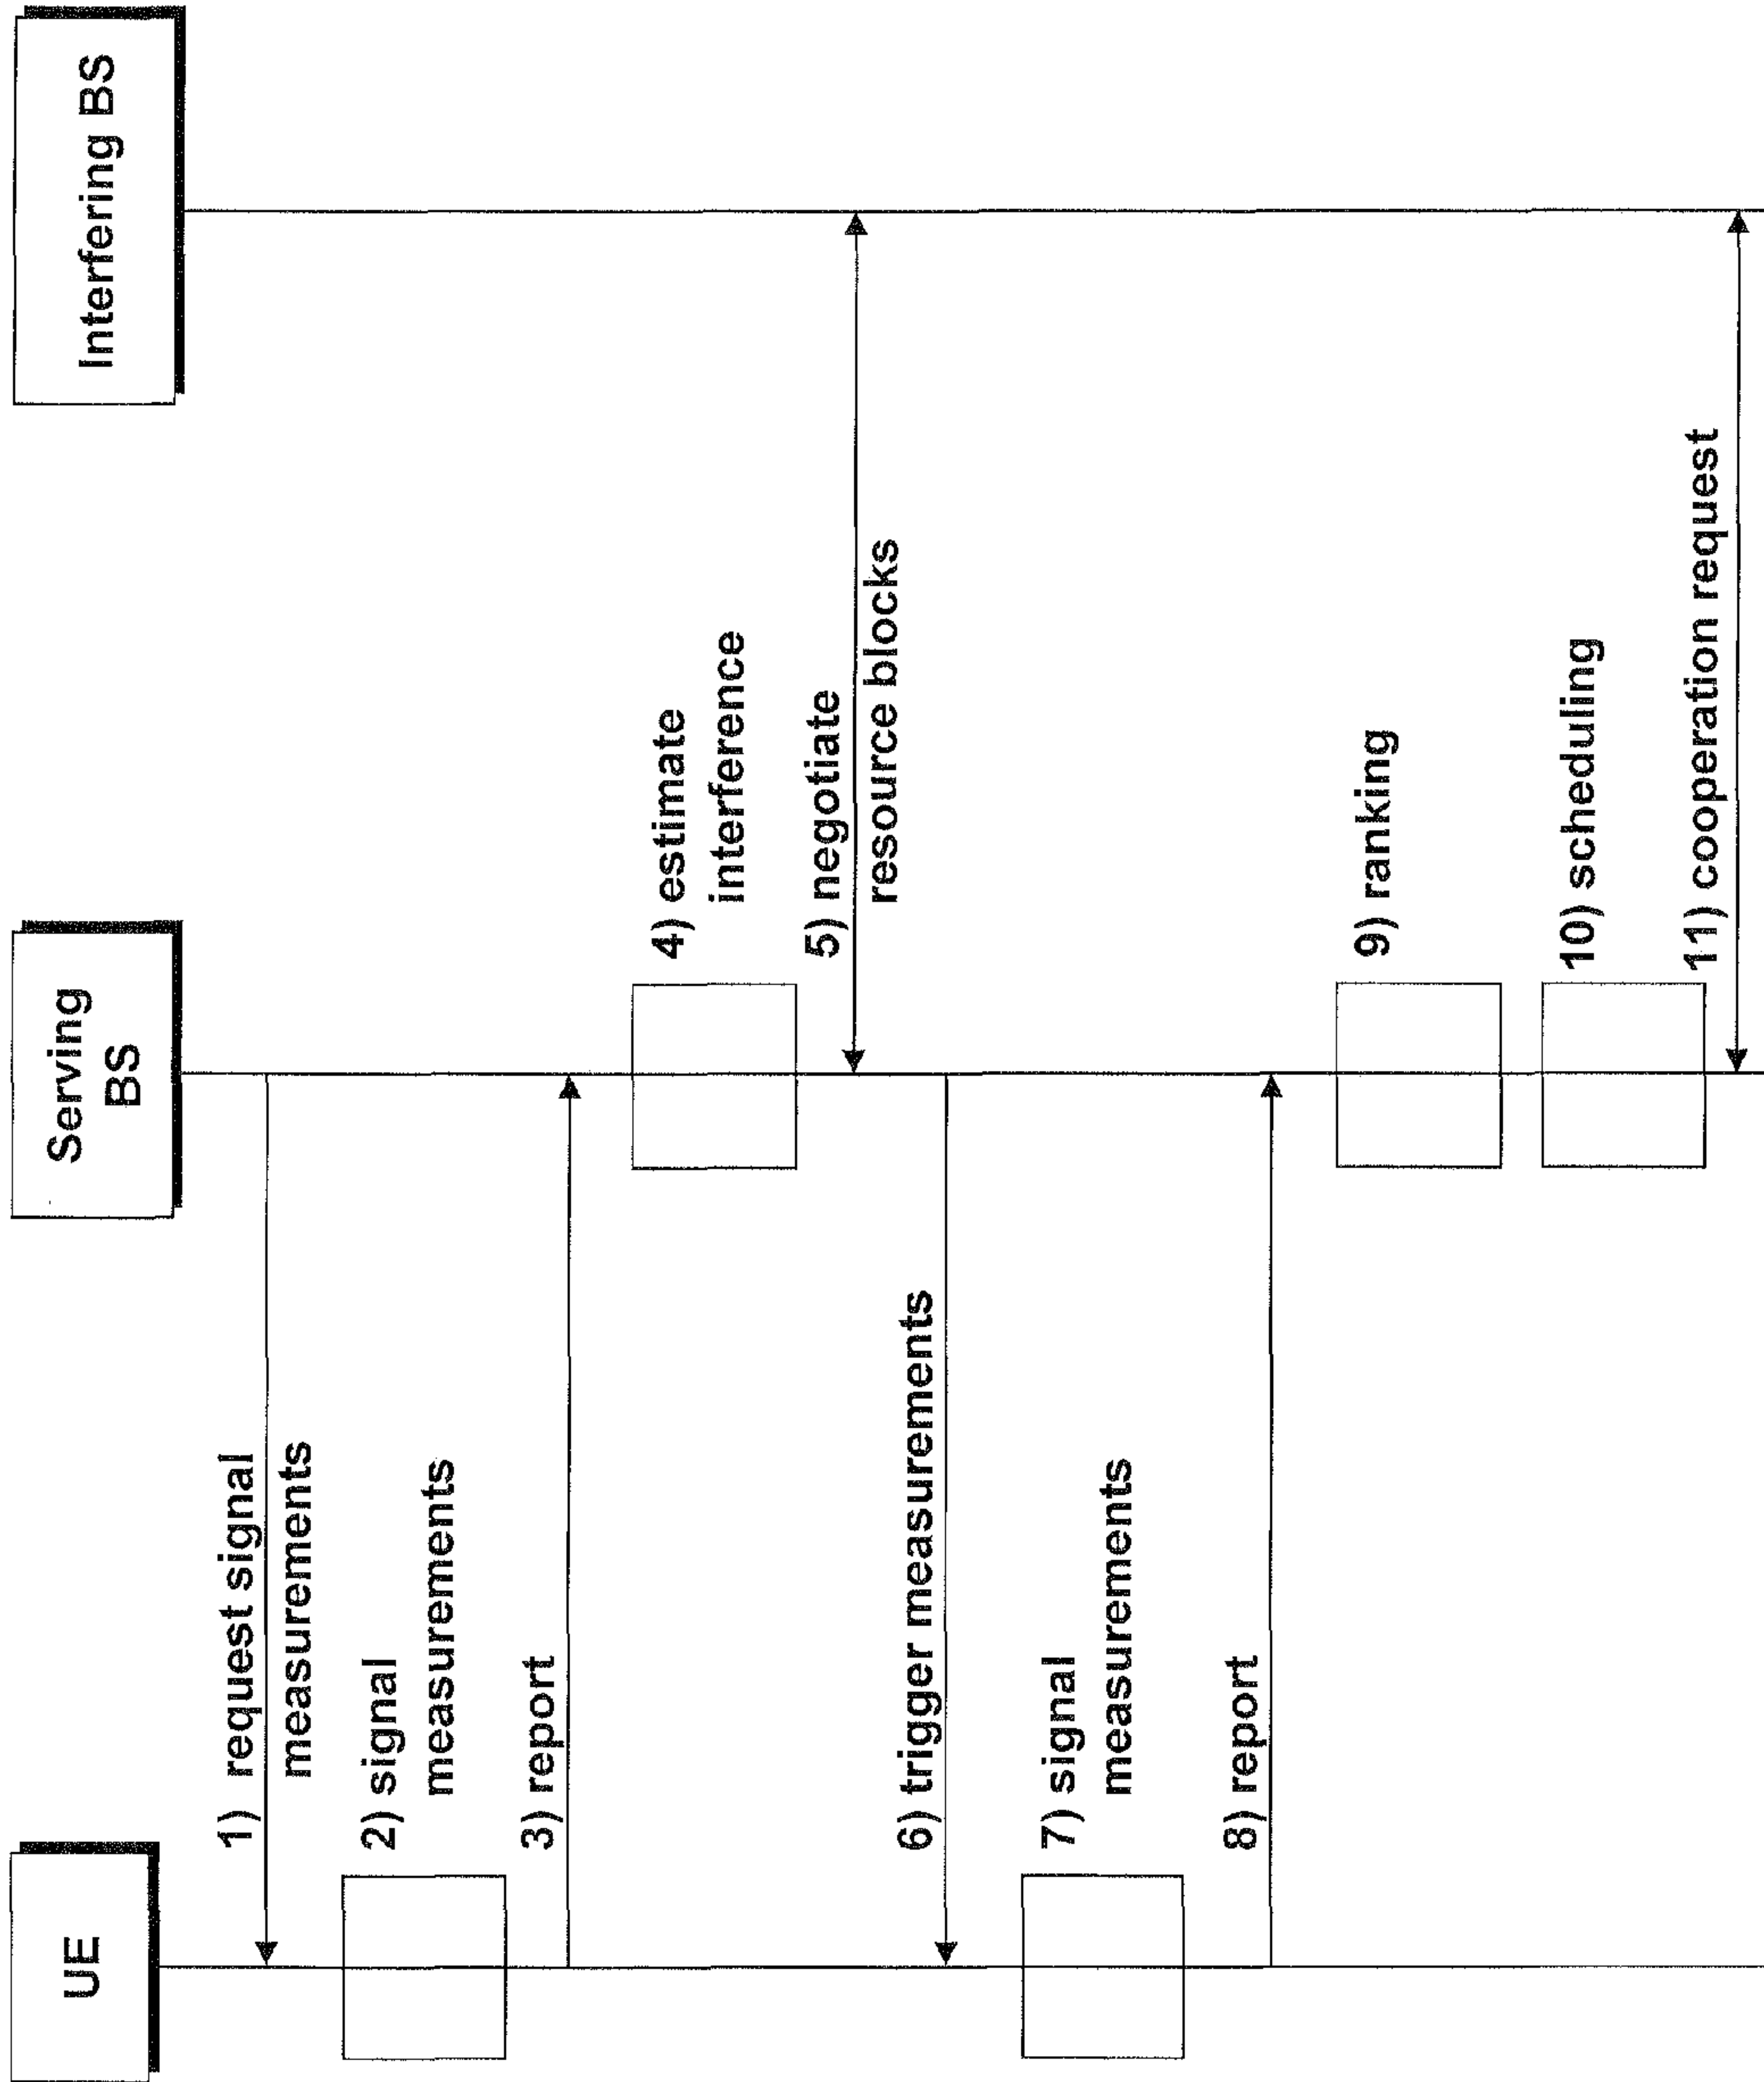 UE
Serving
BS
Interfering BS
1) request signal
measurements
2) signal
measurements
3) report
4) estimate
interference
5) negotiate
resource blocks
6) trigger measurements
7) signal
measurements
8) report
9) ranking
10) scheduling
11) cooperation request